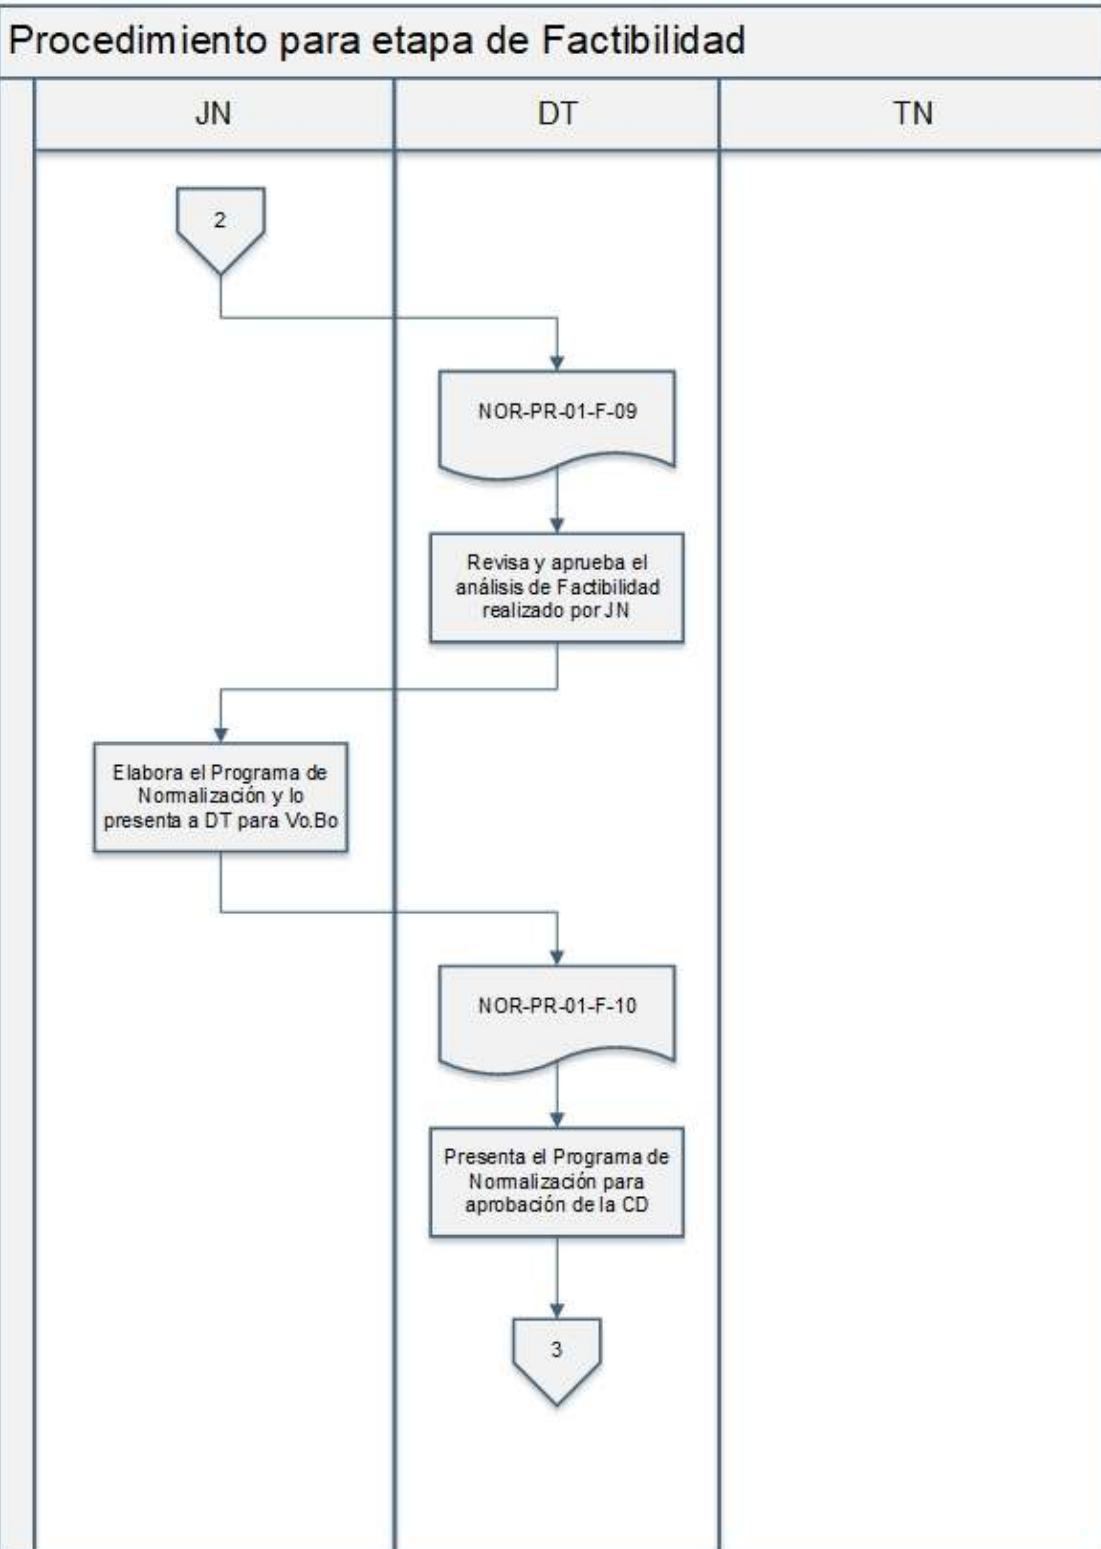 Procedimiento para etapa de Factibilidad
JN
DT
TN
2
NOR-PR-01-F-09
Revisa y aprueba el
análisis de Factibilidad
realizado por JN
Elabora el Programa de
Normalización y lo
presenta a DT para Vo.Bo
NOR-PR-01-F-10
Presenta el Programa de
Normalización para
aprobación de la CD
3